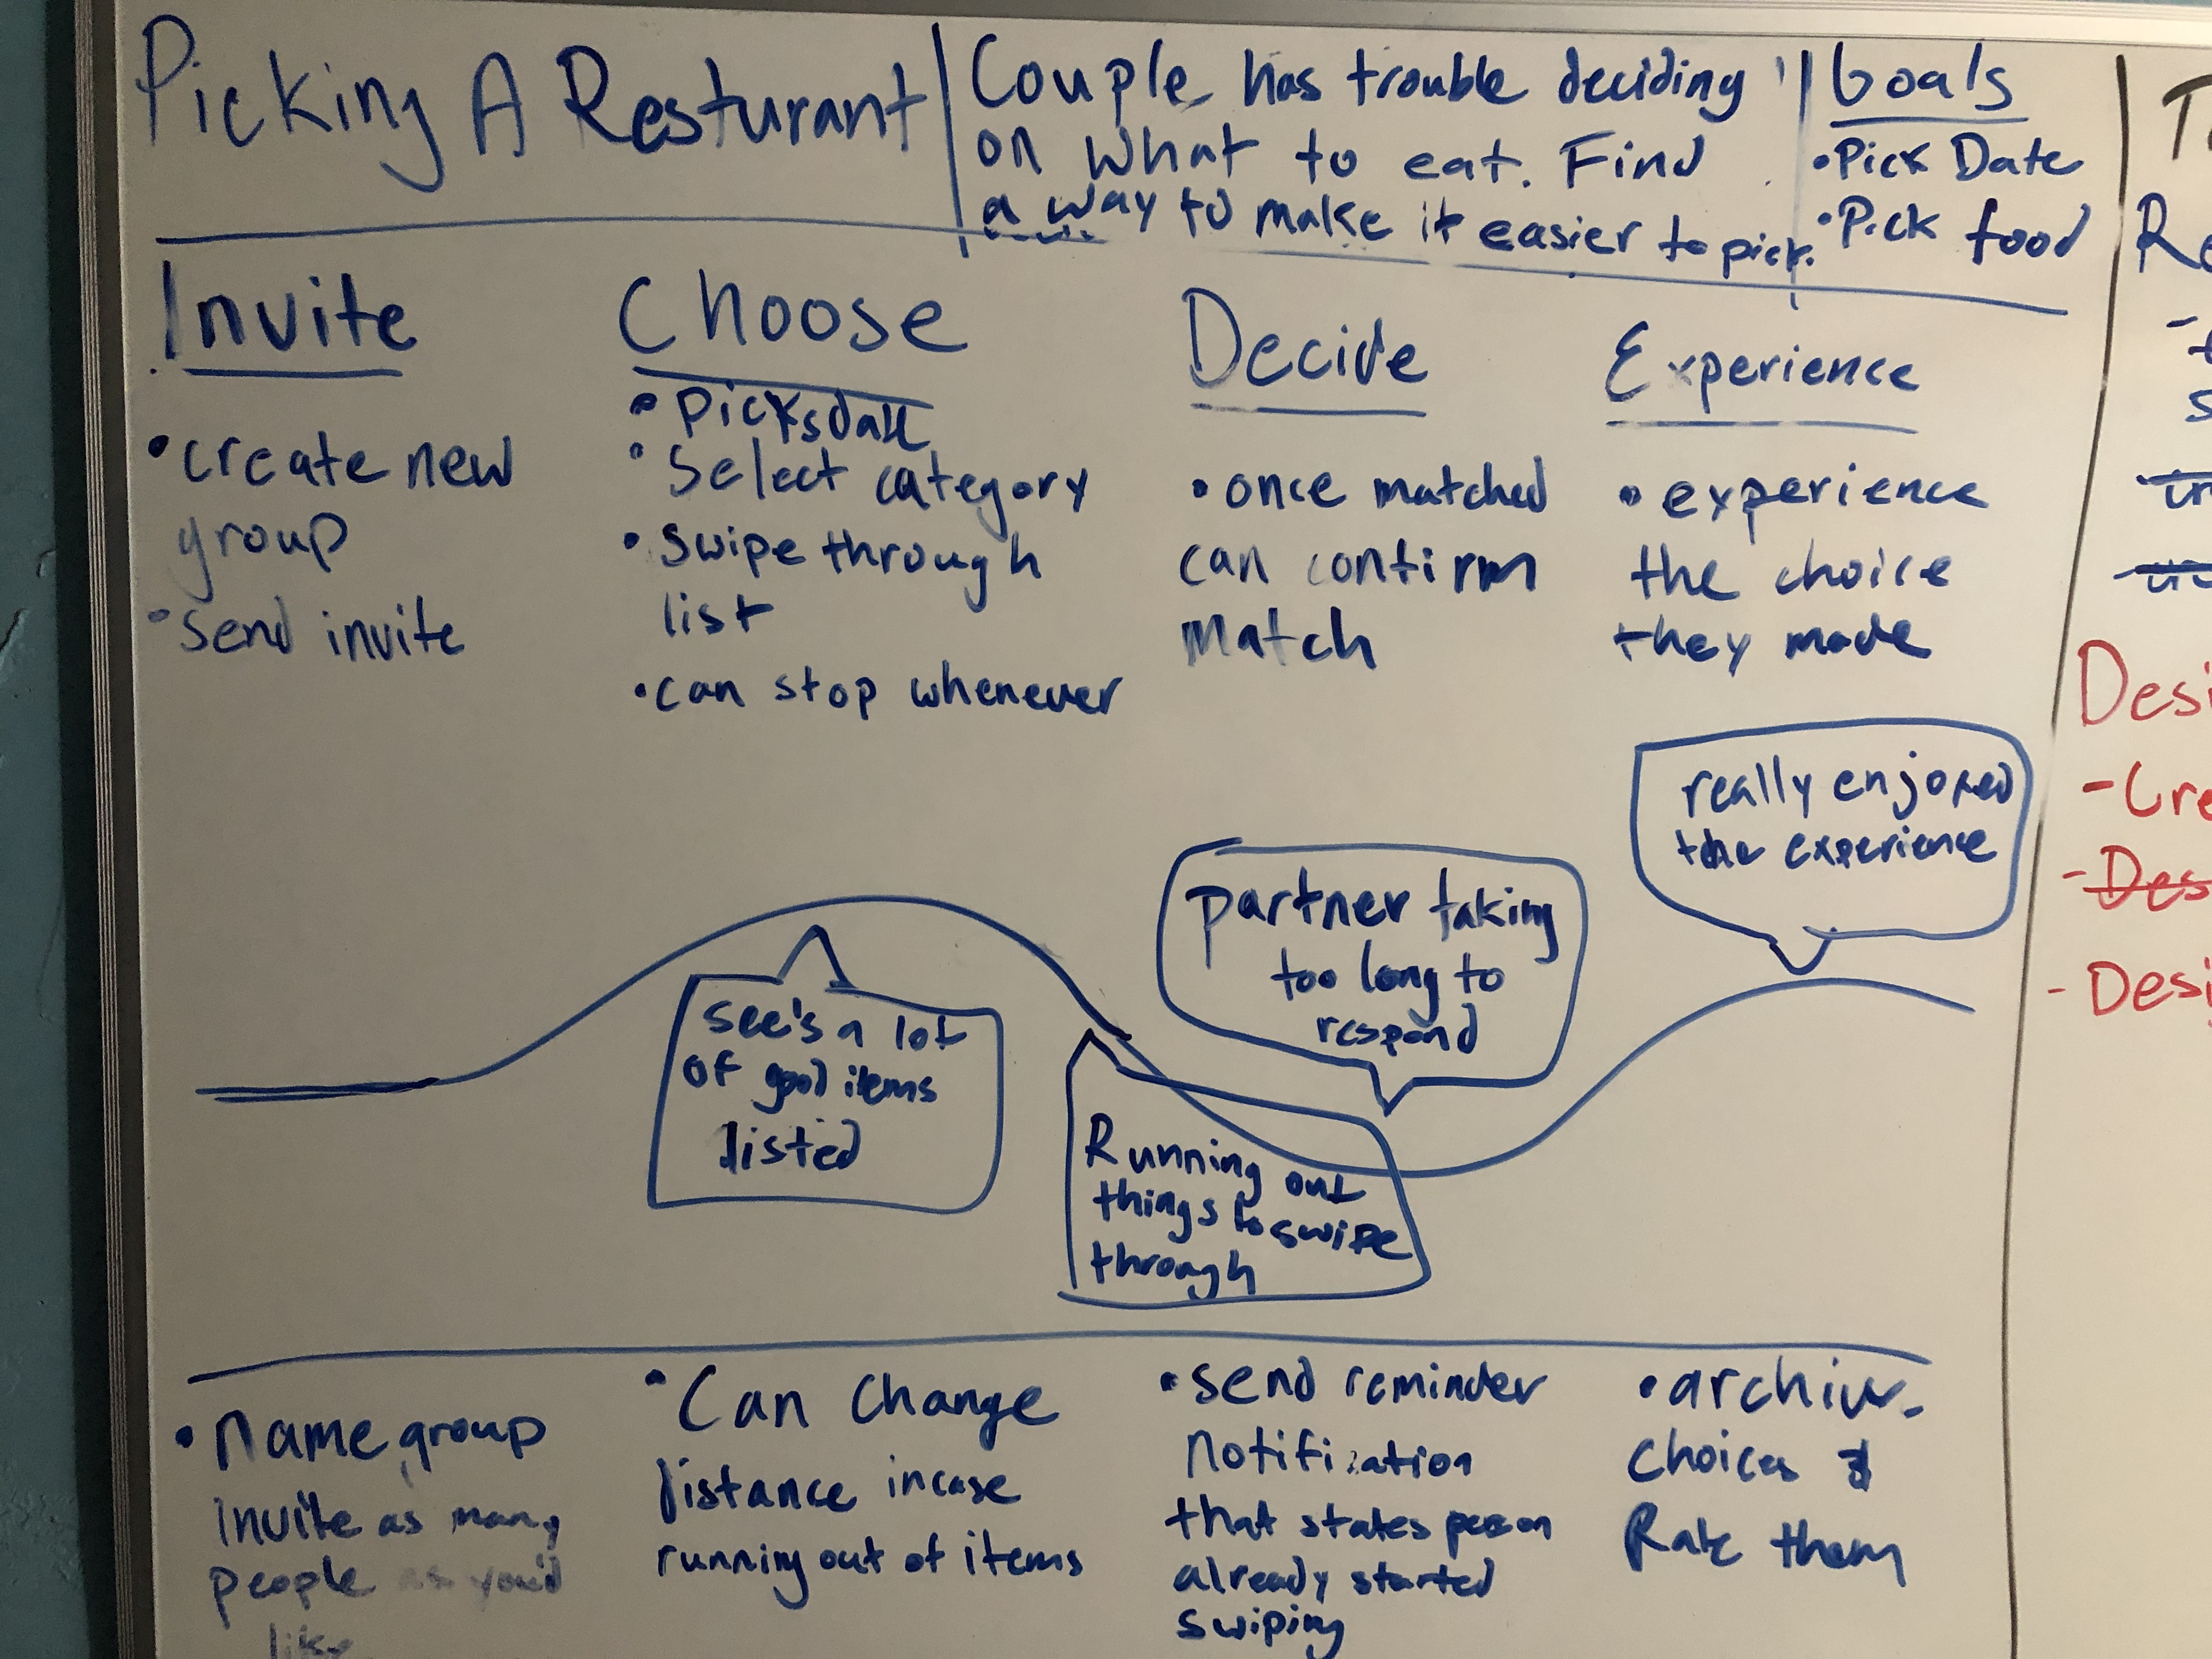 Picking A Resturant
Couple has trouble deciding
on what to eat. Find
a way to make it easier to pick.
Goals
• Pick Date
• Pick food
Invite
• create new
group
• send invite
Choose
• Picks date
• Select category
• swipe through
list
• can stop whenever
Decide
• once matched
can confirm
match
Experience
• experience
the choice
they made
see's a lot
of good items
listed
Running out
things to swipe
through
partner taking
too long to
respond
really enjoyed
the experience
• name group
invite as many
people as you'd
like
• Can change
distance incase
running out of items
• send reminder
notification
that states person
already started
swiping
• archive
choices &
Rate them
T
Re
Desi
- Cre
- Des
- Desi